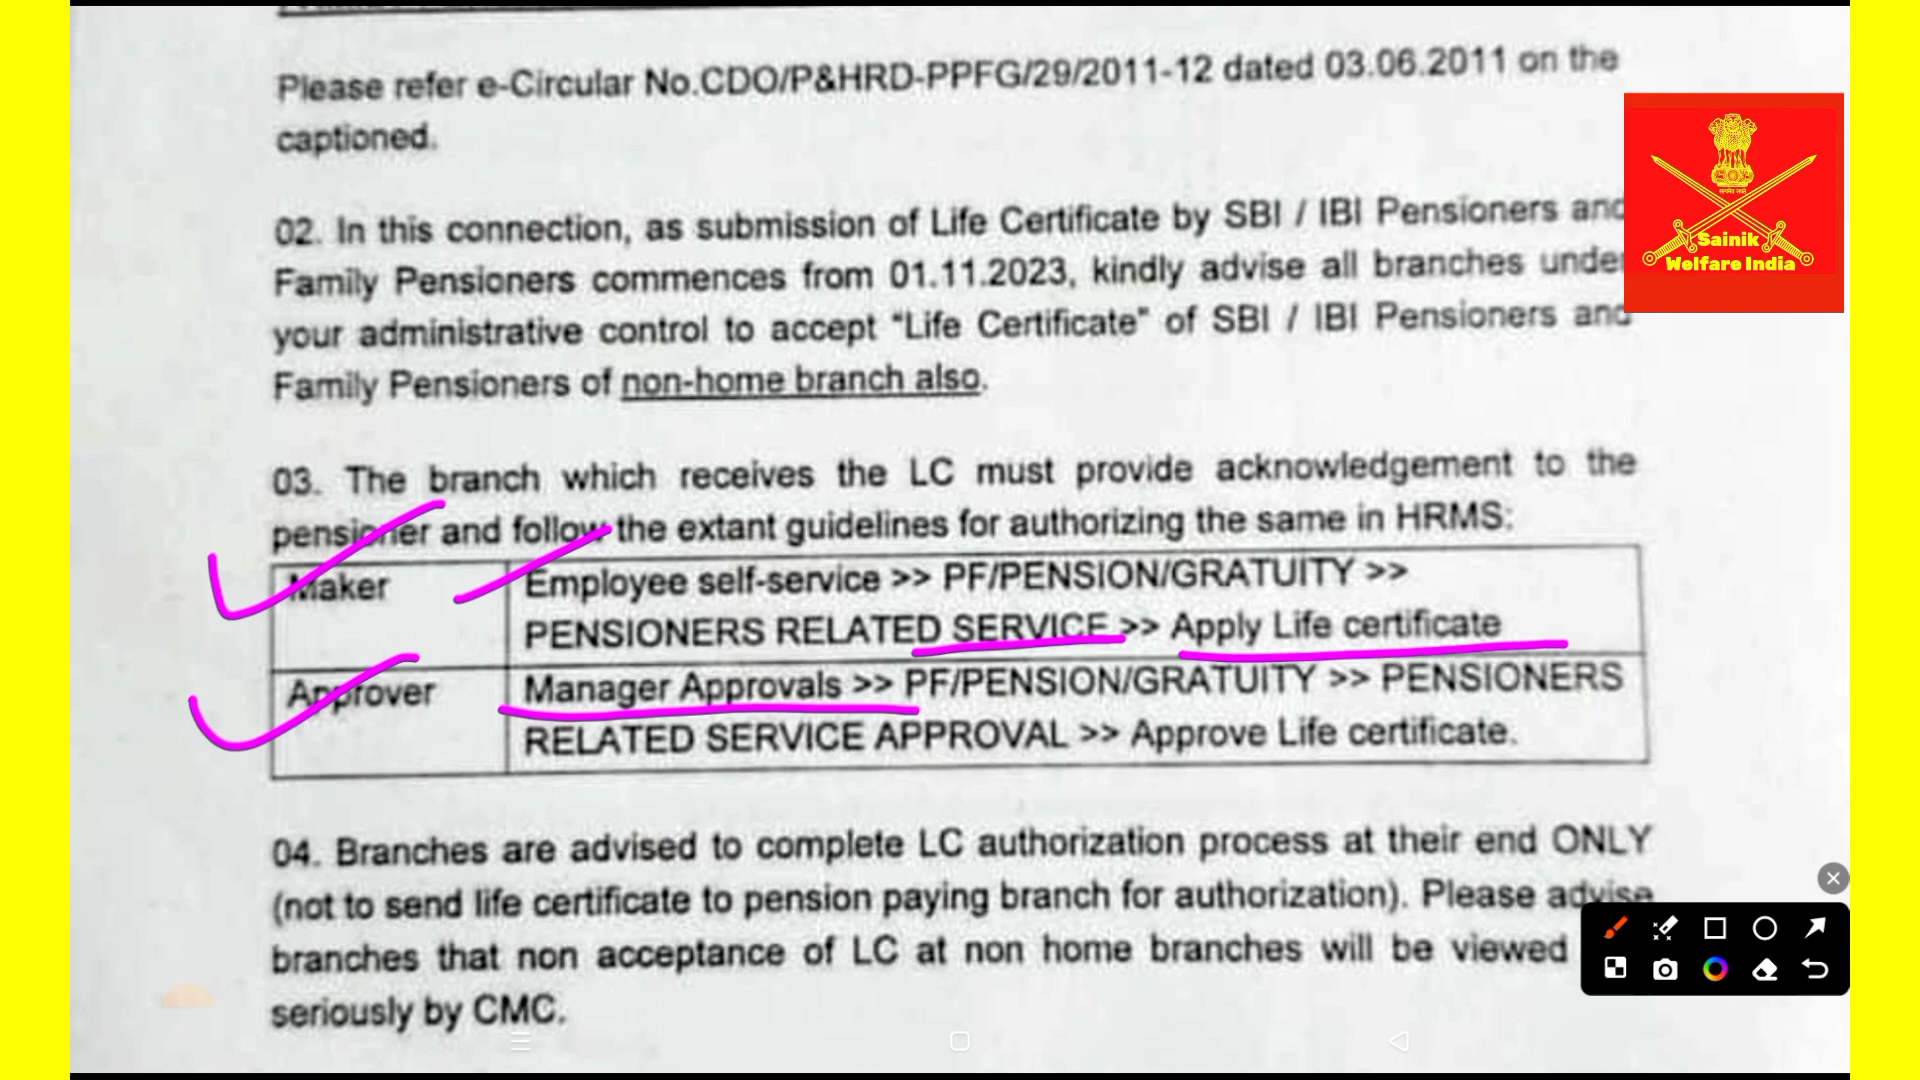 Please refer e-Circular No.CDO/P&HRD-PPFG/29/2011-12 dated 03.06.2011 on the
captioned.
02. In this connection, as submission of Life Certificate by SBI / IBI Pensioners and
Family Pensioners commences from 01.11.2023, kindly advise all branches under
your administrative control to accept "Life Certificate" of SBI / IBI Pensioners and
Family Pensioners of non-home branch also.
03. The branch which receives the LC must provide acknowledgement to the
pensioner and follow the extant guidelines for authorizing the same in HRMS:
Maker Employee self-service >> PF/PENSION/GRATUITY >>
PENSIONERS RELATED SERVICE >> Apply Life certificate
Approver Manager Approvals >> PF/PENSION/GRATUITY >> PENSIONERS
RELATED SERVICE APPROVAL >> Approve Life certificate.
04. Branches are advised to complete LC authorization process at their end ONLY
(not to send life certificate to pension paying branch for authorization). Please advise
branches that non acceptance of LC at non home branches will be viewed
seriously by CMC.
सत्यमेव जयते
Sainik
Welfare India